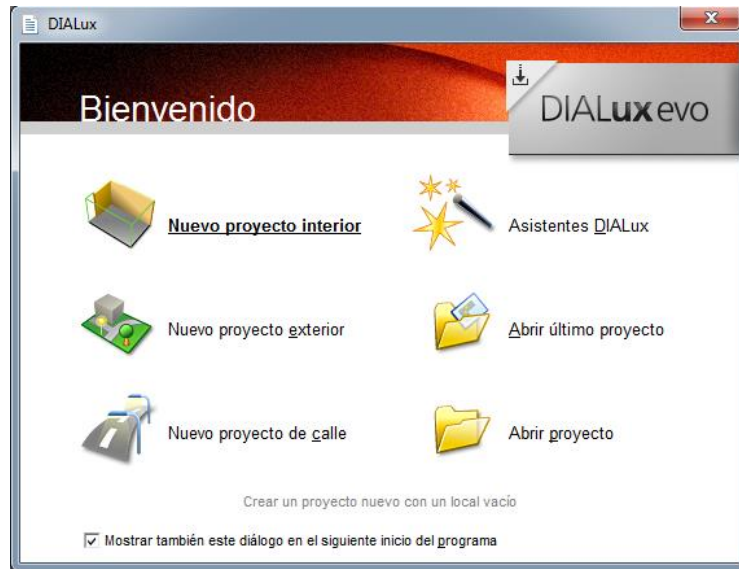 DIALux
Bienvenido
DIALux evo
Nuevo proyecto interior
Asistentes DIALux
Nuevo proyecto exterior
Abrir último proyecto
Nuevo proyecto de calle
Abrir proyecto
Crear un proyecto nuevo con un local vacío
Mostrar también este diálogo en el siguiente inicio del programa